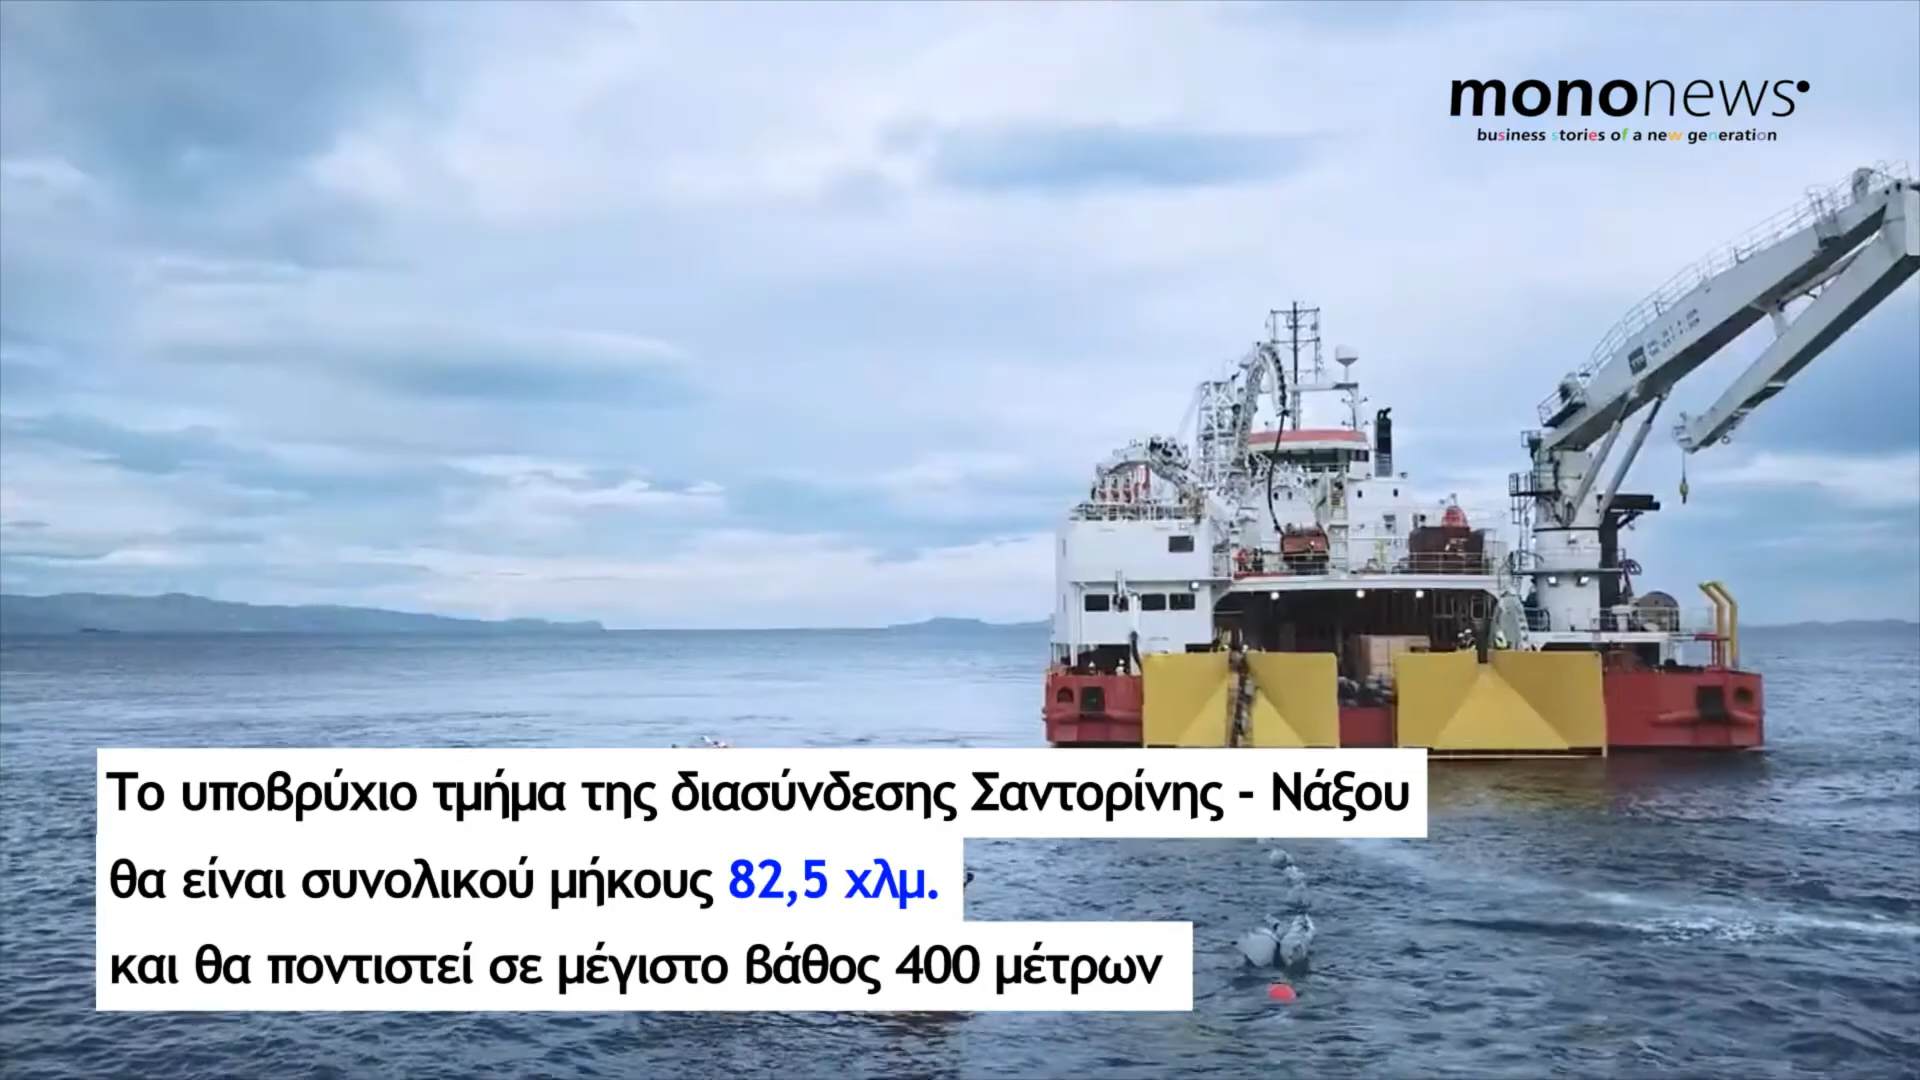 mononews
business stories of a new generation
Το υποβρύχιο τμήμα της διασύνδεσης Σαντορίνης - Νάξου
θα είναι συνολικού μήκους 82,5 χλμ.
και θα ποντιστεί σε μέγιστο βάθος 400 μέτρων